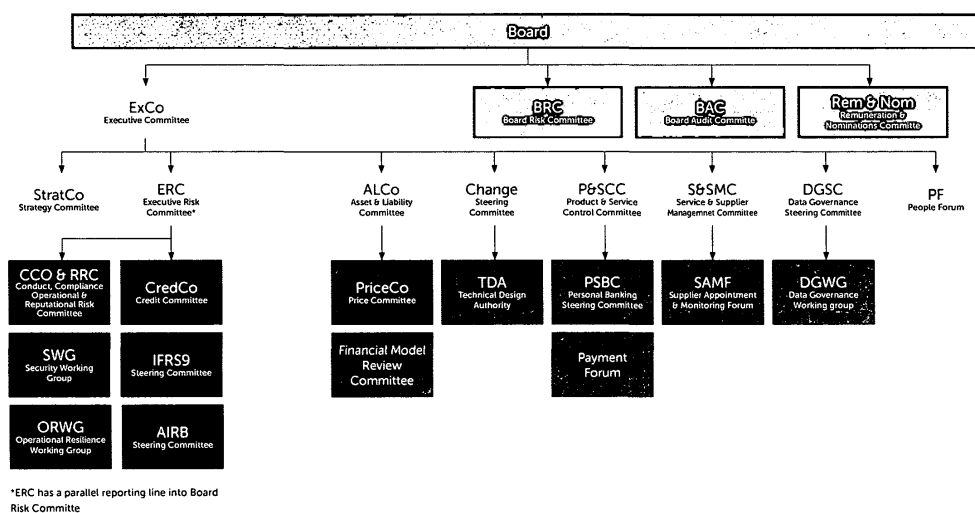 Board
ExCo
Executive Committee
BRC
Board Risk Committee
BAC
Board Audit Committe
Rem & Nom
Remuneration &
Nominations Committe
StratCo
Strategy Committee
ERC
Executive Risk
Committee*
ALCo
Asset & Liability
Committee
Change
Steering
Committee
P&SCC
Product & Service
Control Committee
S&SMC
Service & Supplier
Managemnet Committee
DGSC
Data Governance
Steering Committee
PF
People Forum
CCO & RRC
Conduct, Compliance
Operational &
Reputational Risk
Committee
CredCo
Credit Committee
PriceCo
Price Committee
TDA
Technical Design
Authority
PSBC
Personal Banking
Steering Committee
SAMF
Supplier Appointment
& Monitoring Forum
DGWG
Data Governance
Working group
SWG
Security Working
Group
IFRS9
Steering Committee
Financial Model
Review
Committee
Payment
Forum
ORWG
Operational Resilience
Working Group
AIRB
Steering Committee
*ERC has a parallel reporting line into Board
Risk Committe